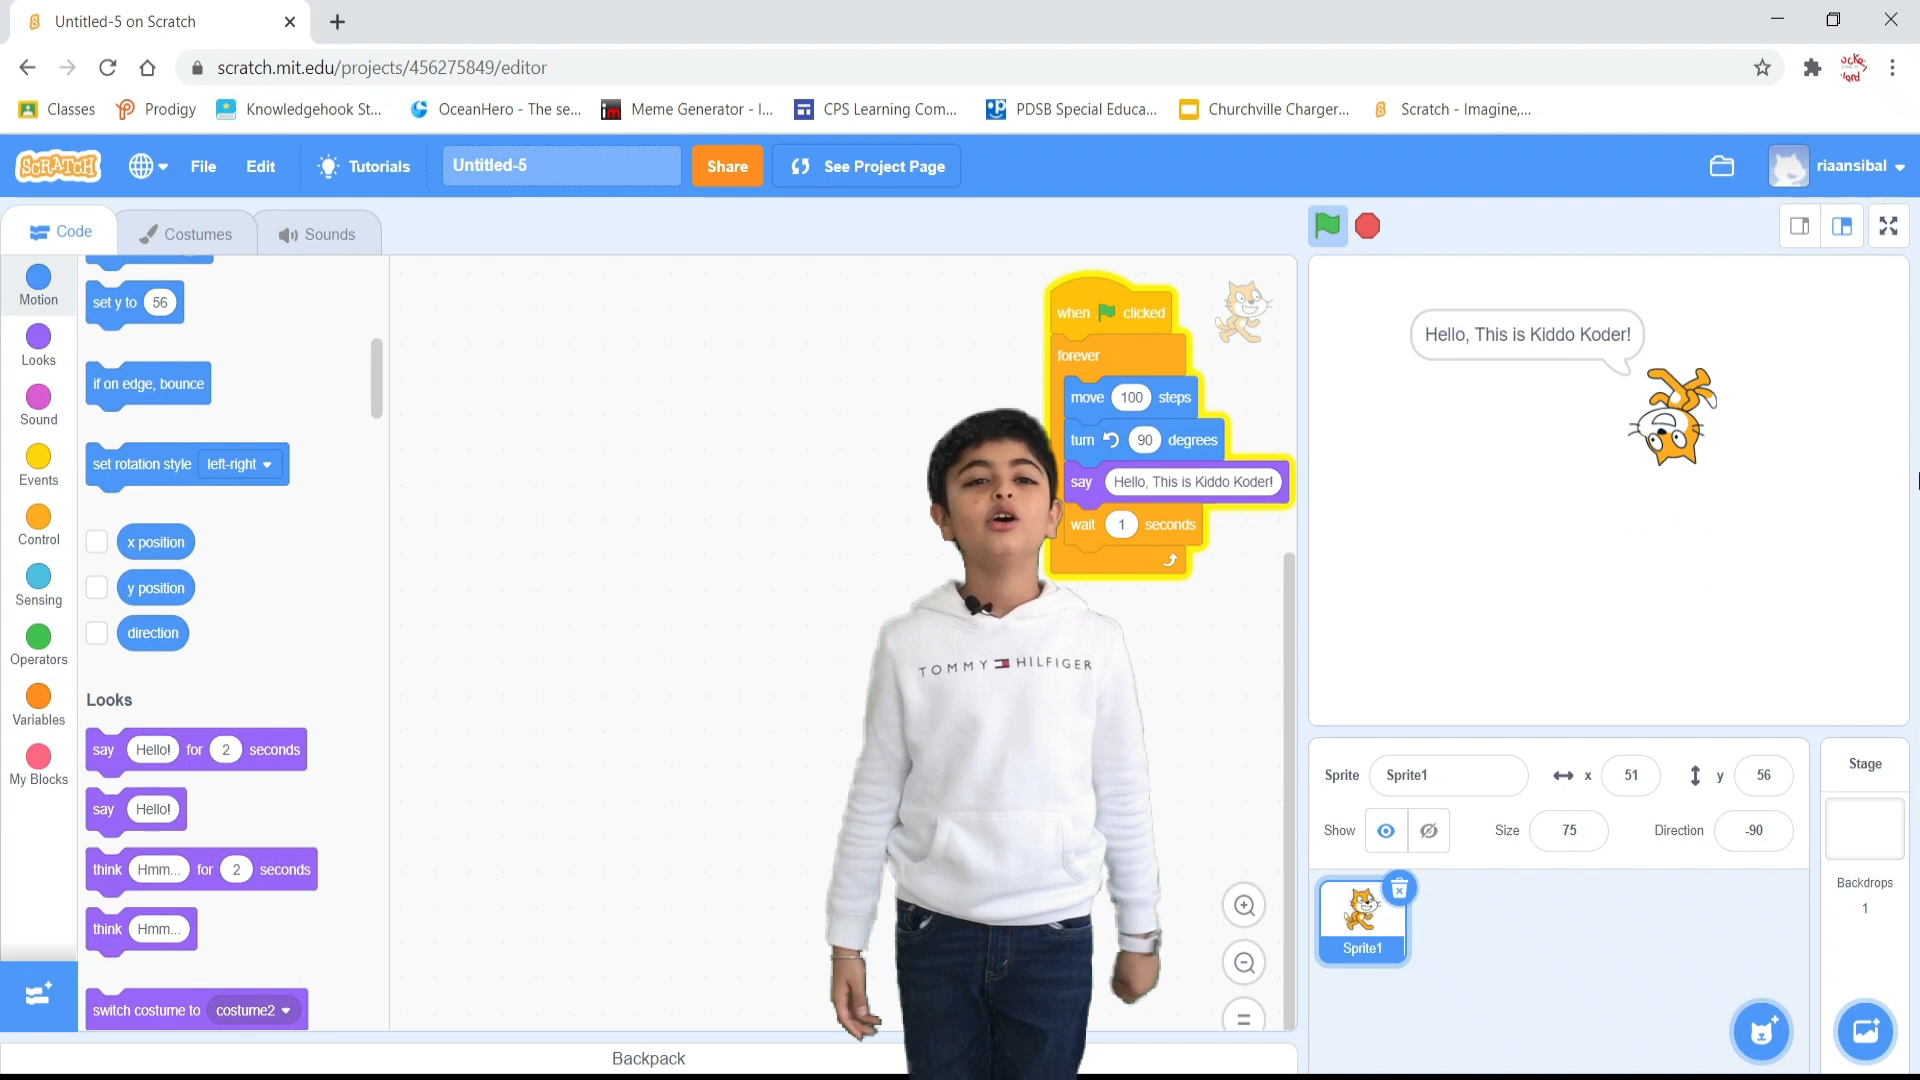 Untitled-5 on Scratch
scratch.mit.edu/projects/456275849/editor
Classes
Prodigy
Knowledgehook St...
OceanHero - The se...
Meme Generator - I...
CPS Learning Com...
PDSB Special Educa...
Churchville Charger...
Scratch - Imagine,...
SCRATCH
File
Edit
Tutorials
Untitled-5
Share
See Project Page
riaansibal
Code
Costumes
Sounds
Motion
Looks
Sound
Events
Control
Sensing
Operators
Variables
My Blocks
set y to 56
if on edge, bounce
set rotation style left-right
x position
y position
direction
Looks
say Hello! for 2 seconds
say Hello!
think Hmm... for 2 seconds
think Hmm...
switch costume to costume2
when clicked
forever
move 100 steps
turn 90 degrees
say Hello, This is Kiddo Koder!
wait 1 seconds
TOMMY HILFIGER
Backpack
Hello, This is Kiddo Koder!
Sprite Sprite1 x 51 y 56
Show Size 75 Direction -90
Sprite1
Stage
Backdrops
1